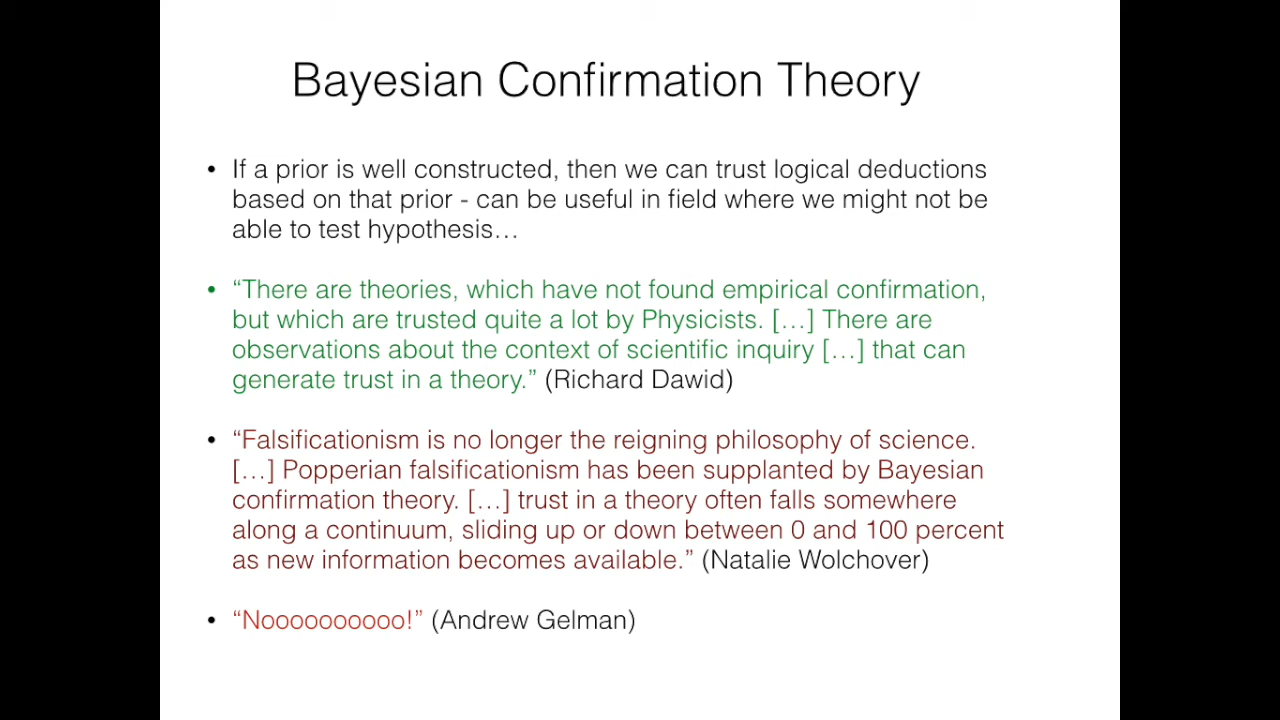 Bayesian Confirmation Theory
• If a prior is well constructed, then we can trust logical deductions
based on that prior - can be useful in field where we might not be
able to test hypothesis…
• “There are theories, which have not found empirical confirmation,
but which are trusted quite a lot by Physicists. […] There are
observations about the context of scientific inquiry […] that can
generate trust in a theory.” (Richard Dawid)
• “Falsificationism is no longer the reigning philosophy of science.
[…] Popperian falsificationism has been supplanted by Bayesian
confirmation theory. […] trust in a theory often falls somewhere
along a continuum, sliding up or down between 0 and 100 percent
as new information becomes available.” (Natalie Wolchover)
• “Noooooooooo!” (Andrew Gelman)